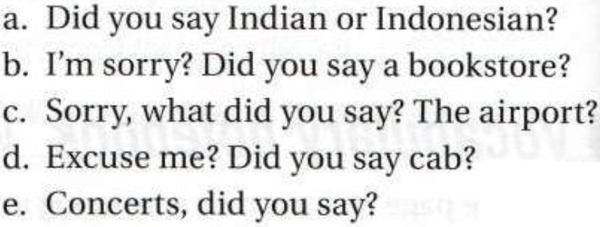 a. Did you say Indian or Indonesian?
b. I'm sorry? Did you say a bookstore?
c. Sorry, what did you say? The airport?
d. Excuse me? Did you say cab?
e. Concerts, did you say?